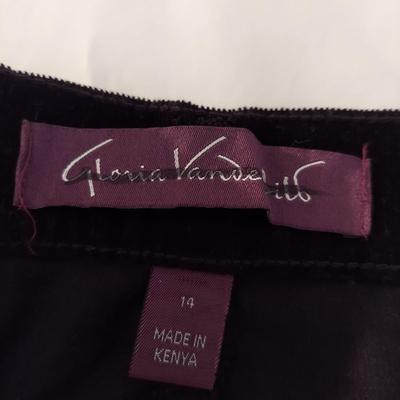 Gloria Vanderbilt
14
MADE IN
KENYA